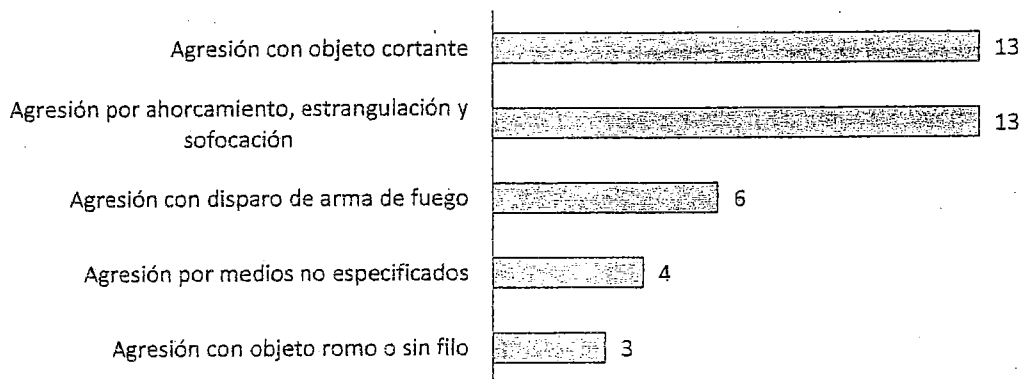 Agresión con objeto cortante 13
Agresión por ahorcamiento, estrangulación y
sofocación 13
Agresión con disparo de arma de fuego 6
Agresión por medios no especificados 4
Agresión con objeto romo o sin filo 3